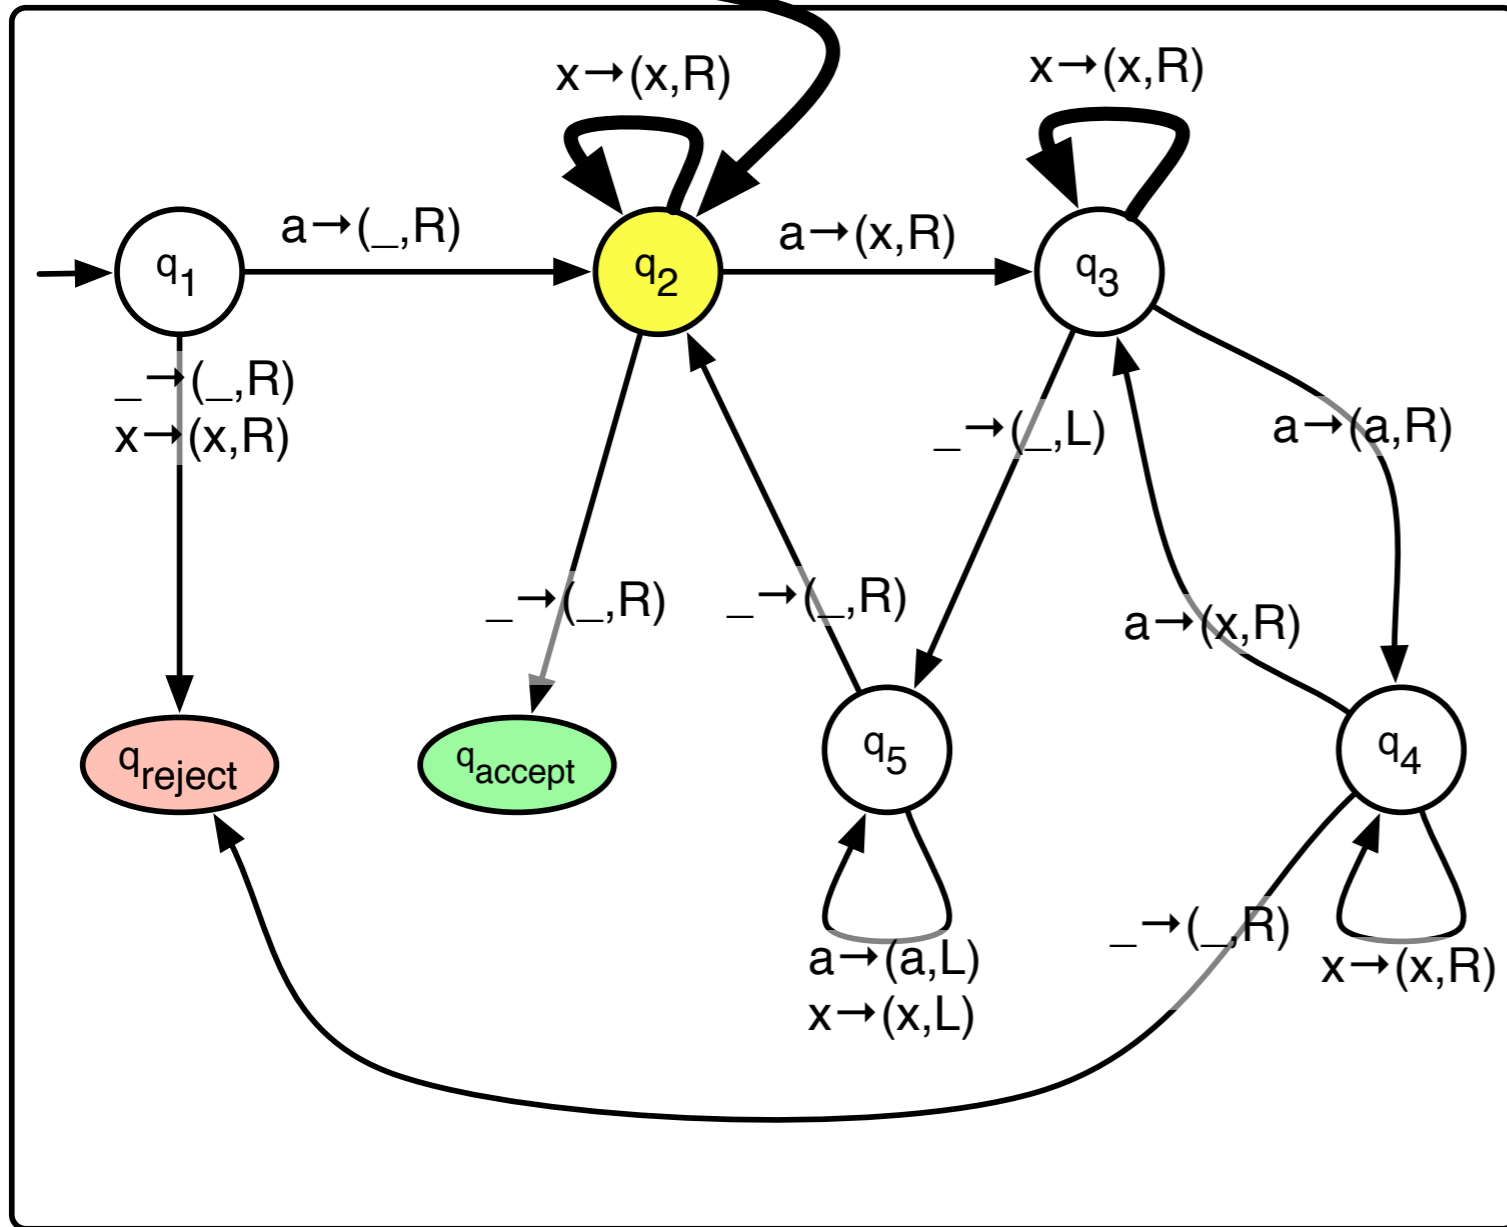 x→(x,R)
x→(x,R)
a→(_,R)
a→(x,R)
q1
q2
q3
_→(_,R)
x→(x,R)
_→(_,L)
a→(a,R)
_→(_,R)
_→(_,R)
a→(x,R)
qreject
qaccept
q5
q4
_→(_,R)
a→(a,L)
x→(x,L)
x→(x,R)